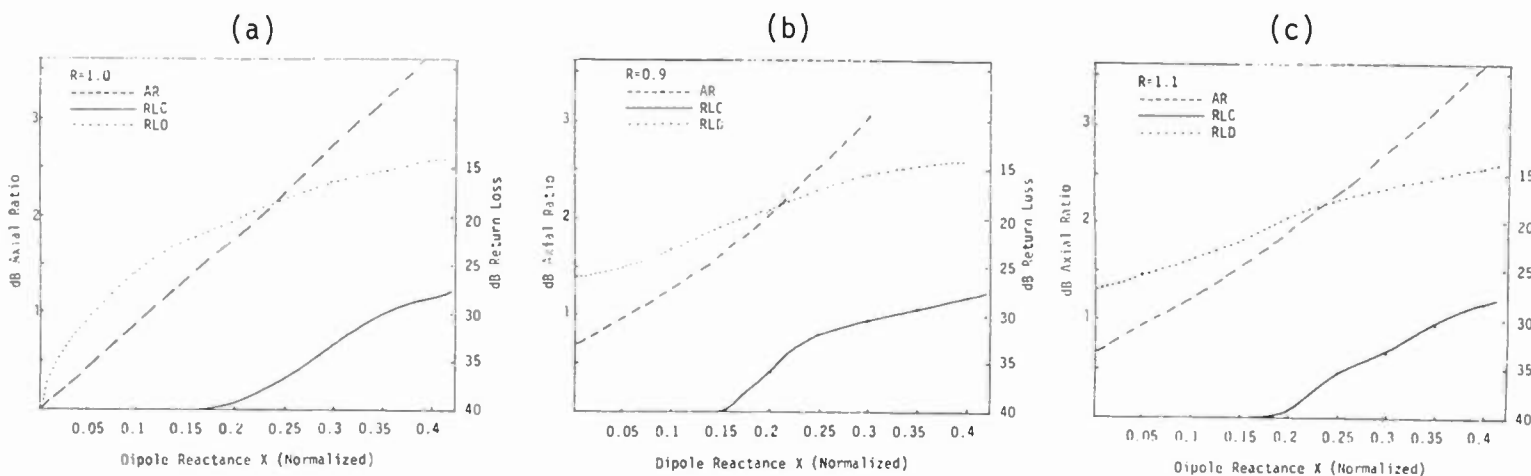 (a)
R=1.0
AR
RLC
RLD
3
2
1
dB Axial Ratio
15
20
25
30
35
40
dB Return Loss
0.05 0.1 0.15 0.2 0.25 0.3 0.35 0.4
Dipole Reactance X (Normalized)
(b)
R=0.9
AR
RLC
RLD
3
2
1
dB Axial Ratio
15
20
25
30
35
40
dB Return Loss
0.05 0.1 0.15 0.2 0.25 0.3 0.35 0.4
Dipole Reactance X (Normalized)
(c)
R=1.1
AR
RLC
RLD
3
2
1
dB Axial Ratio
15
20
25
30
35
40
0.05 0.1 0.15 0.2 0.25 0.3 0.35 0.4
Dipole Reactance X (Normalized)